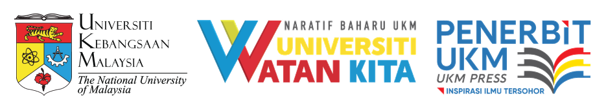 UNIVERSITI
KEBANGSAAN
MALAYSIA
The National University
of Malaysia
NARATIF BAHARU UKM
UNIVERSITI
WATAN KITA
PENERBIT
UKM
UKM PRESS
INSPIRASI ILMU TERSOHOR